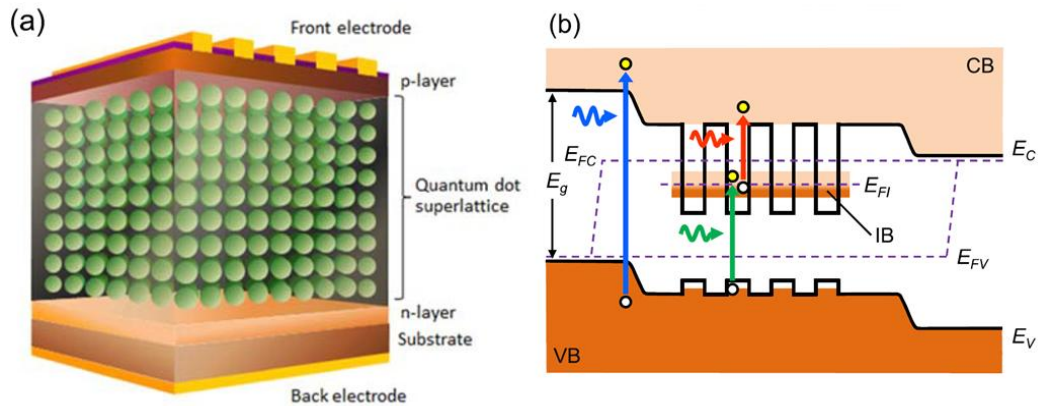 (a)
Front electrode
p-layer
Quantum dot
superlattice
n-layer
Substrate
Back electrode
(b)
CB
E_C
E_FC
E_g
E_FI
IB
E_FV
E_V
VB